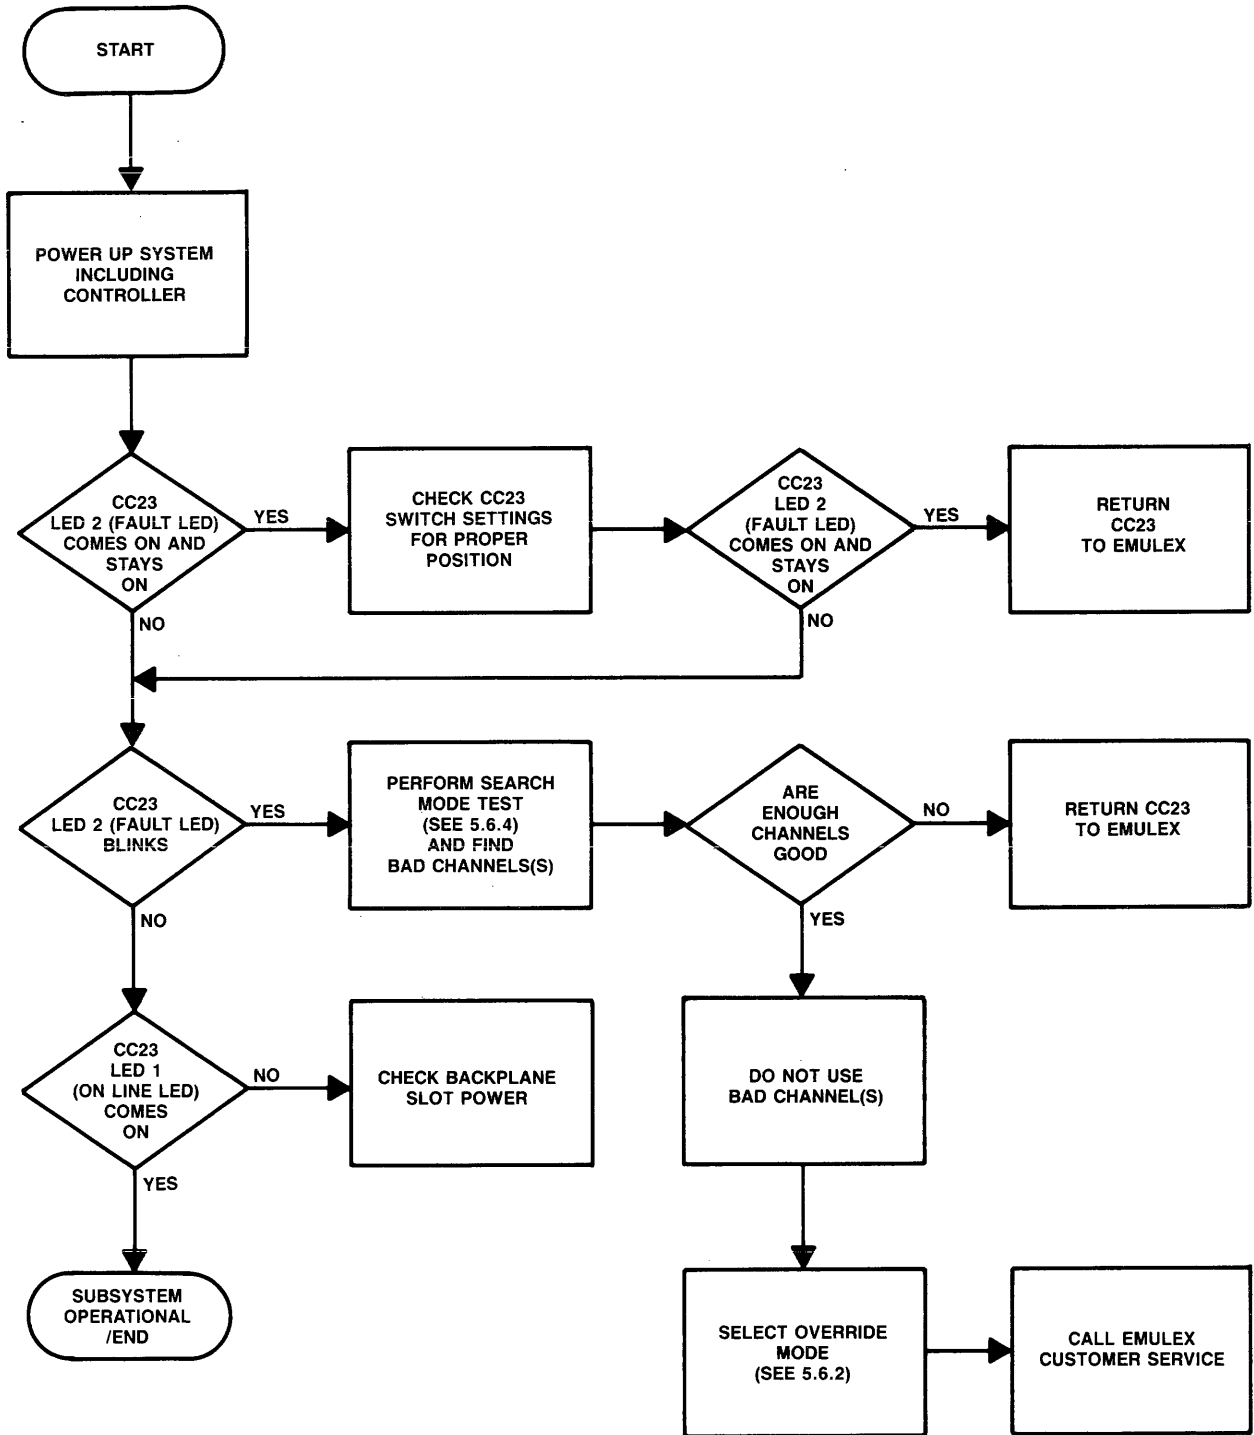 START
POWER UP SYSTEM
INCLUDING
CONTROLLER
CC23
LED 2 (FAULT LED)
COMES ON AND
STAYS
ON
YES
NO
CHECK CC23
SWITCH SETTINGS
FOR PROPER
POSITION
CC23
LED 2
(FAULT LED)
COMES ON AND
STAYS
ON
YES
NO
RETURN
CC23
TO EMULEX
CC23
LED 2 (FAULT LED)
BLINKS
YES
NO
PERFORM SEARCH
MODE TEST
(SEE 5.6.4)
AND FIND
BAD CHANNELS(S)
ARE
ENOUGH
CHANNELS
GOOD
NO
YES
RETURN CC23
TO EMULEX
CC23
LED 1
(ON LINE LED)
COMES
ON
NO
YES
CHECK BACKPLANE
SLOT POWER
DO NOT USE
BAD CHANNEL(S)
SUBSYSTEM
OPERATIONAL
/END
SELECT OVERRIDE
MODE
(SEE 5.6.2)
CALL EMULEX
CUSTOMER SERVICE